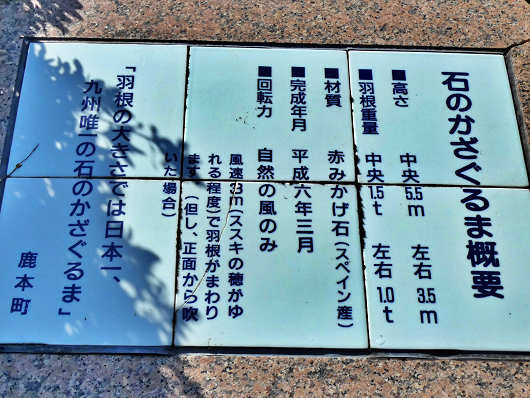 石のかざぐるま概要
■高さ 中央5.5m 左右3.5m
■羽根重量 中央1.5t 左右1.0t
■材質 赤みかげ石(スペイン産)
■完成年月 平成六年三月
■回転力 自然の風のみ
風速3m(ススキの穂がゆ
れる程度)で羽根がまわり
ます。(但し、正面から吹
いた場合)
「羽根の大きさでは日本一、
九州唯一の石のかざぐるま」
鹿本町